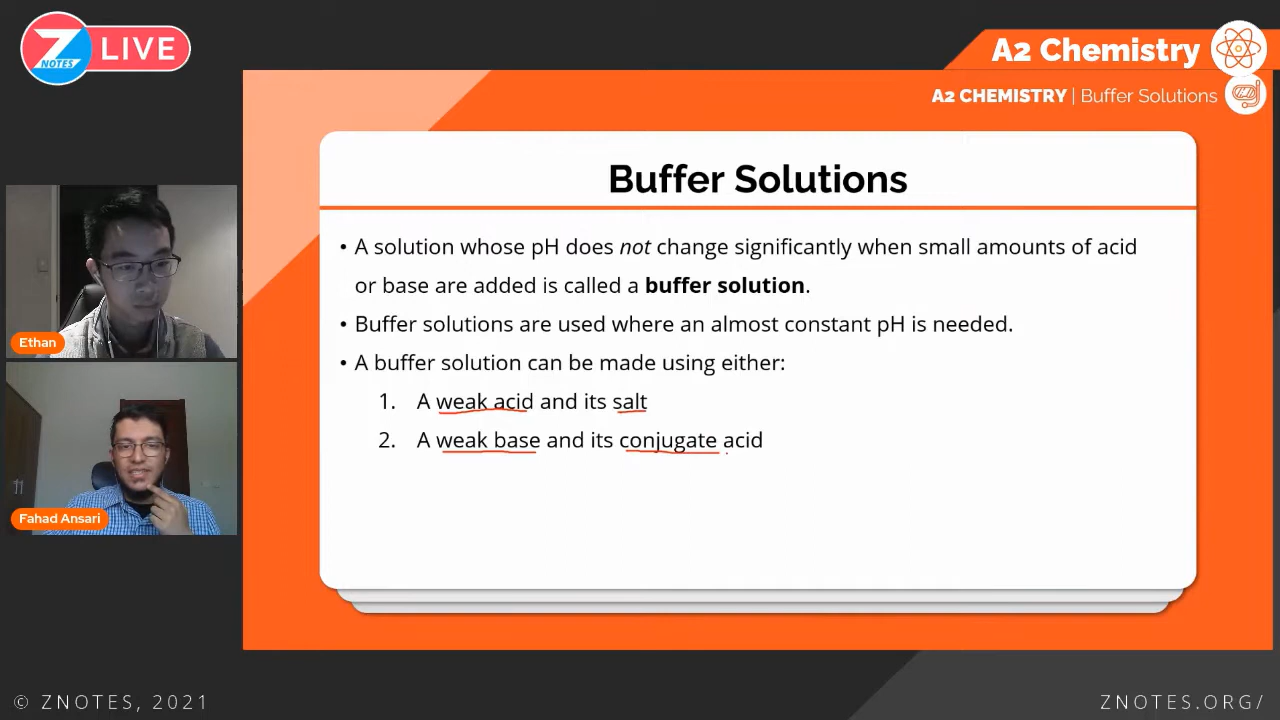 Z
NOTES
LIVE
A2 Chemistry
A2 CHEMISTRY | Buffer Solutions
Buffer Solutions
• A solution whose pH does not change significantly when small amounts of acid
or base are added is called a buffer solution.
• Buffer solutions are used where an almost constant pH is needed.
• A buffer solution can be made using either:
1. A weak acid and its salt
2. A weak base and its conjugate acid
Ethan
Fahad Ansari
© ZNOTES, 2021
ZNOTES.ORG/